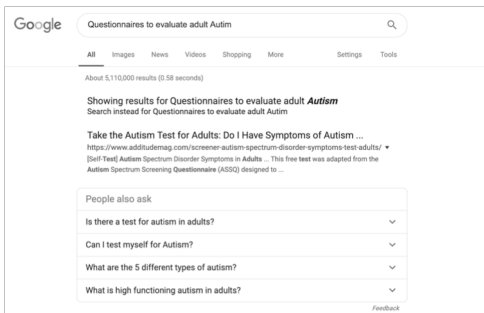 Google
Questionnaires to evaluate adult Autim
All Images News Videos Shopping More Settings Tools
About 5,110,000 results (0.58 seconds)
Showing results for Questionnaires to evaluate adult Autism
Search instead for Questionnaires to evaluate adult Autim
Take the Autism Test for Adults: Do I Have Symptoms of Autism ...
https://www.additudemag.com/screener-autism-spectrum-disorder-symptoms-test-adults/
[Self-Test] Autism Spectrum Disorder Symptoms in Adults ... This free test was adapted from the
Autism Spectrum Screening Questionnaire (ASSQ) designed to ...
People also ask
Is there a test for autism in adults?
Can I test myself for Autism?
What are the 5 different types of autism?
What is high functioning autism in adults?
Feedback